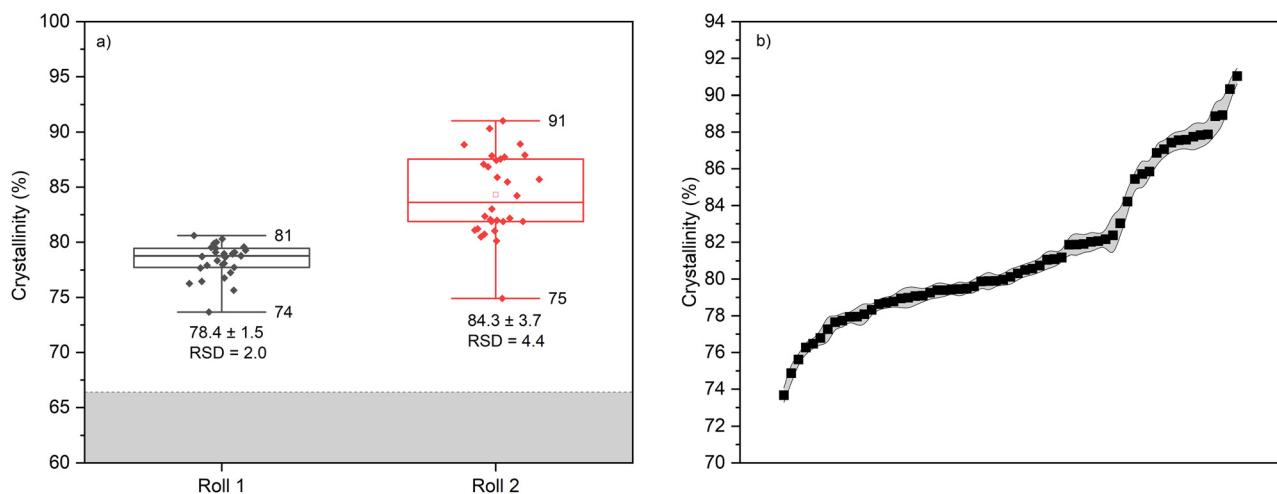 a)
100
95
90
85
80
75
70
65
60
Crystallinity (%)
81
74
78.4 ± 1.5
RSD = 2.0
91
75
84.3 ± 3.7
RSD = 4.4
Roll 1
Roll 2
b)
94
92
90
88
86
84
82
80
78
76
74
72
70
Crystallinity (%)